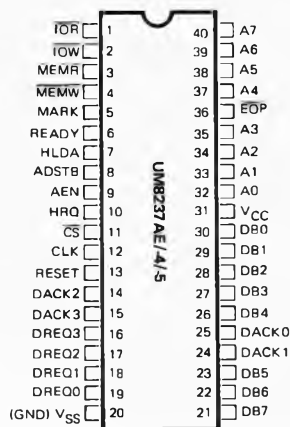 IOR 1 40 A7
IOW 2 39 A6
MEMR 3 38 A5
MEMW 4 37 A4
MARK 5 36 EOP
READY 6 35 A3
HLDA 7 34 A2
ADSTB 8 33 A1
AEN 9 32 A0
HRQ 10 31 VCC
CS 11 30 DB0
CLK 12 29 DB1
RESET 13 28 DB2
DACK2 14 27 DB3
DACK3 15 26 DB4
DREQ3 16 25 DACK0
DREQ2 17 24 DACK1
DREQ1 18 23 DB5
DREQ0 19 22 DB6
(GND) VSS 20 21 DB7
UM8237AE/-4/-5